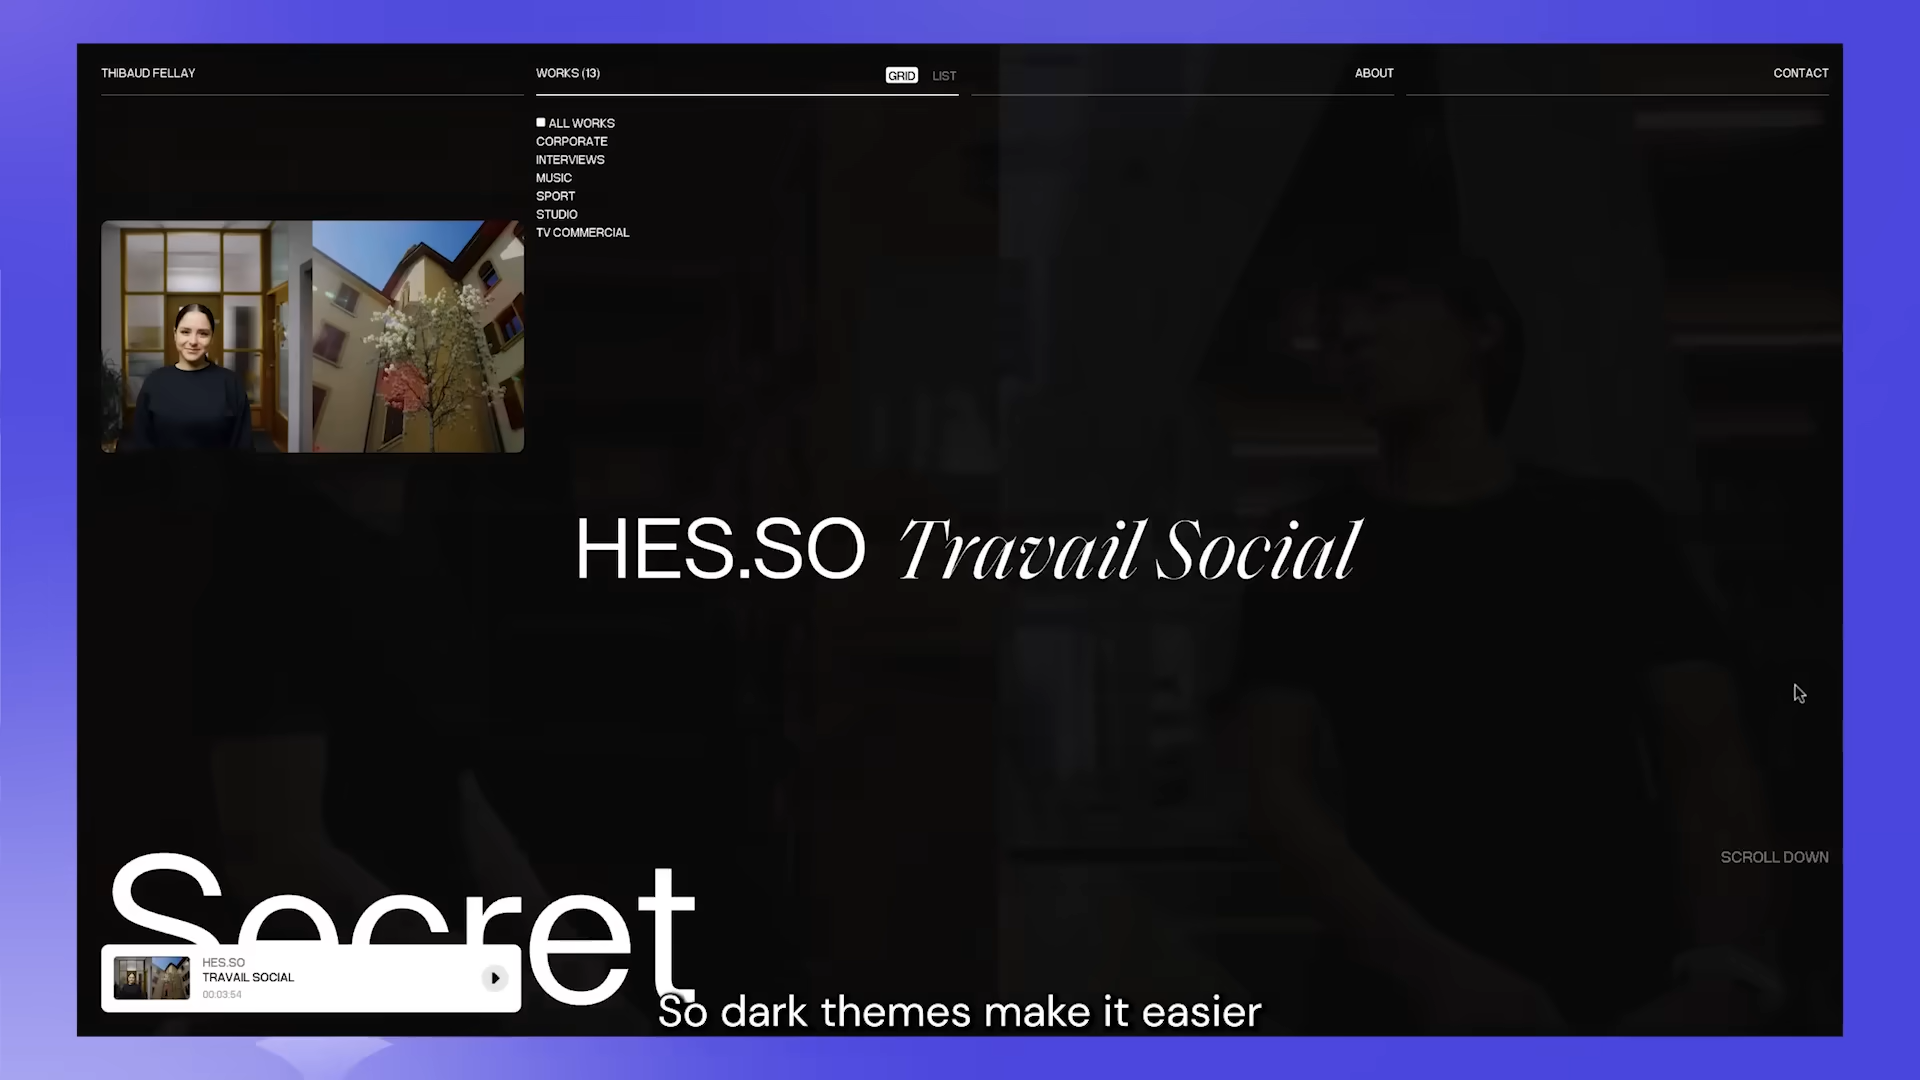 THIBAUD FELLAY
WORKS (13)
GRID
LIST
ABOUT
CONTACT
ALL WORKS
CORPORATE
INTERVIEWS
MUSIC
SPORT
STUDIO
TV COMMERCIAL
HES.SO Travail Social
SCROLL DOWN
Secret
HES.SO
TRAVAIL SOCIAL
00:03:54
So dark themes make it easier